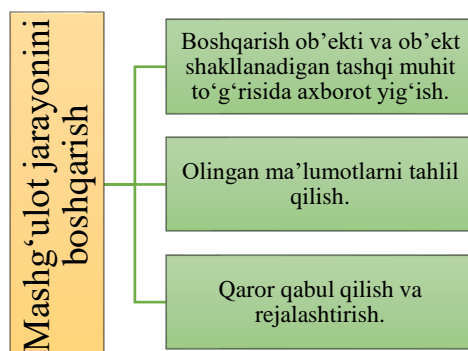 Mashg‘ulot jarayonini
boshqarish
Boshqarish ob’ekti va ob’ekt
shakllanadigan tashqi muhit
to‘g‘risida axborot yig‘ish.
Olingan ma’lumotlarni tahlil
qilish.
Qaror qabul qilish va
rejalashtirish.